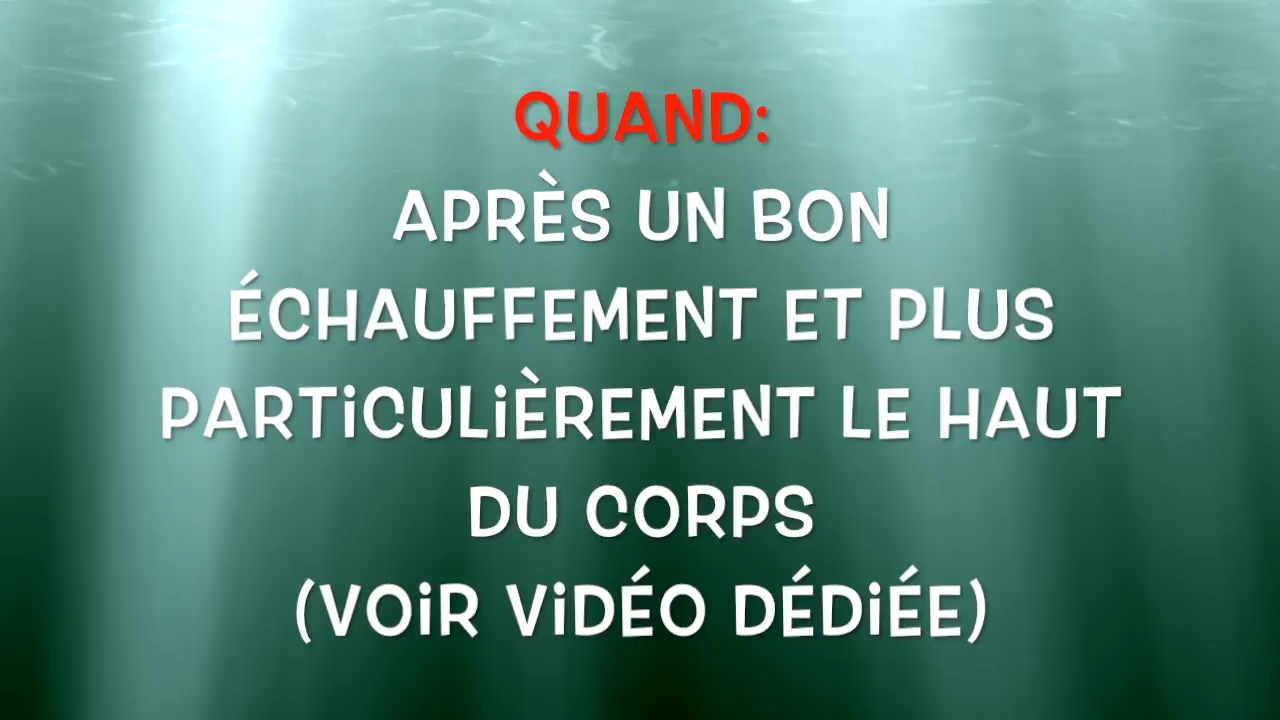 QUAND:
APRÈS UN BON
ÉCHAUFFEMENT ET PLUS
PARTiCULiÈREMENT LE HAUT
DU CORPS
(VOiR ViDÉO DÉDiÉE)